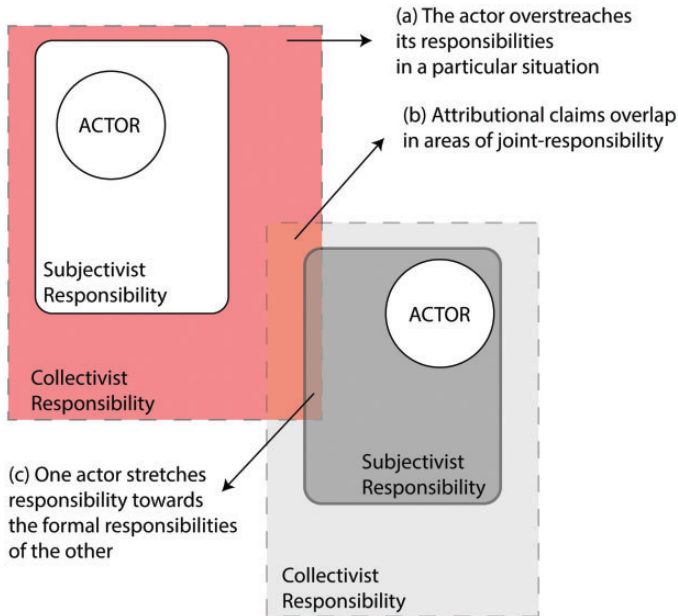 (a) The actor overstreaches
its responsibilities
in a particular situation
ACTOR
(b) Attributional claims overlap
in areas of joint-responsibility
Subjectivist
Responsibility
ACTOR
Collectivist
Responsibility
(c) One actor stretches
responsibility towards
the formal responsibilities
of the other
Subjectivist
Responsibility
Collectivist
Responsibility